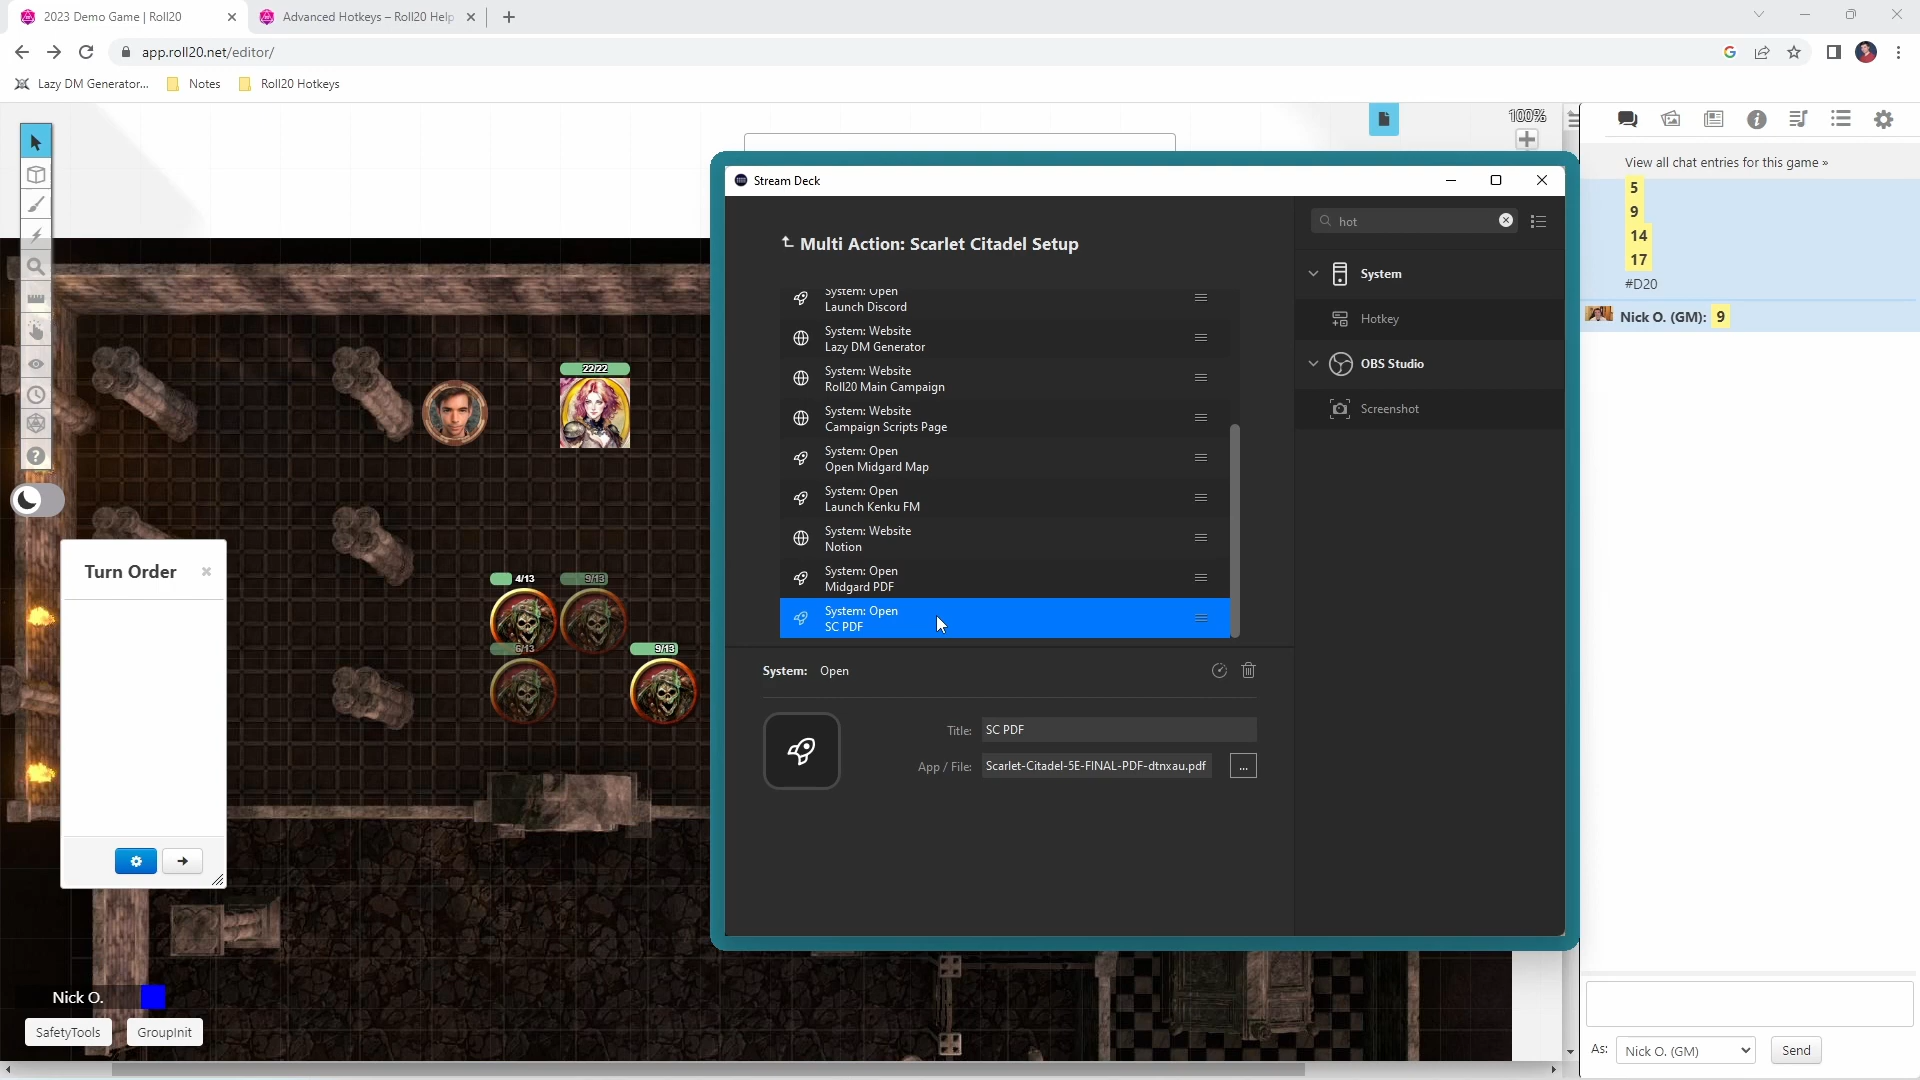 2023 Demo Game | Roll20
Advanced Hotkeys – Roll20 Help
app.roll20.net/editor/
Lazy DM Generator...
Notes
Roll20 Hotkeys
100%
View all chat entries for this game »
5
9
14
17
#D20
Nick O. (GM): 9
Stream Deck
Multi Action: Scarlet Citadel Setup
hot
System: Open
Launch Discord
System: Website
Lazy DM Generator
System: Website
Roll20 Main Campaign
System: Website
Campaign Scripts Page
System: Open
Open Midgard Map
System: Open
Launch Kenku FM
System: Website
Notion
System: Open
Midgard PDF
System: Open
SC PDF
System
Hotkey
OBS Studio
Screenshot
System: Open
Title: SC PDF
App / File: Scarlet-Citadel-5E-FINAL-PDF-dtnxau.pdf
...
22/22
4/13
9/13
6/13
9/13
Turn Order
Nick O.
SafetyTools
GroupInit
As: Nick O. (GM)
Send